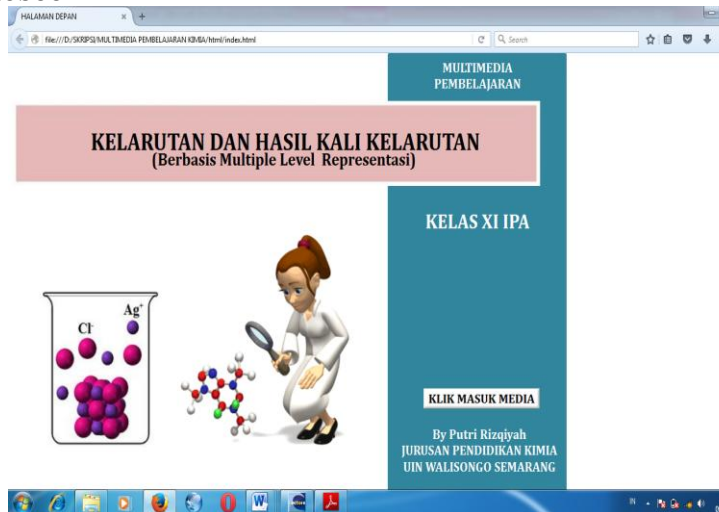 HALAMAN DEPAN
file:///D:/SKRIPSI/MULTIMEDIA PEMBELAJARAN KIMIA/html/index.html
Search
MULTIMEDIA
PEMBELAJARAN
KELARUTAN DAN HASIL KALI KELARUTAN
(Berbasis Multiple Level Representasi)
KELAS XI IPA
Ag⁺
Cl⁻
KLIK MASUK MEDIA
By Putri Rizqiyah
JURUSAN PENDIDIKAN KIMIA
UIN WALISONGO SEMARANG
IN